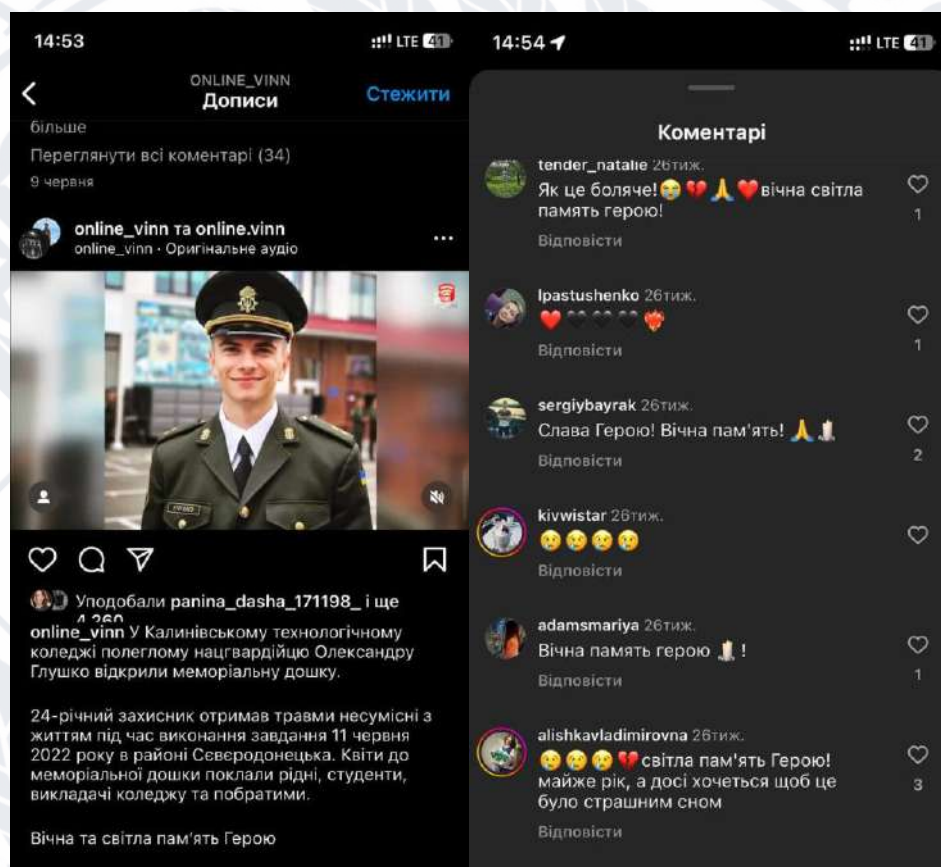 14:53
LTE 41
ONLINE_VINN
Дописи
Стежити
більше
Переглянути всі коментарі (34)
9 червня
online_vinn та online.vinn
online_vinn · Оригінальне аудіо
Уподобали panina_dasha_171198_ і ще
4 260
online_vinn У Калинівському технологічному
коледжі полеглому нацгвардійцю Олександру
Глушко відкрили меморіальну дошку.
24-річний захисник отримав травми несумісні з
життям під час виконання завдання 11 червня
2022 року в районі Сєвєродонецька. Квіти до
меморіальної дошки поклали рідні, студенти,
викладачі коледжу та побратими.
Вічна та світла пам’ять Герою
14:54
LTE 41
Коментарі
tender_natalie 26тиж.
Як це боляче!😭💔🙏❤️вічна світла
память герою!
1
Відповісти
lpastushenko 26тиж.
❤️🖤🖤🖤❤️‍🔥
1
Відповісти
sergiybayrak 26тиж.
Слава Герою! Вічна пам'ять!🙏🕯️
2
Відповісти
kivwistar 26тиж.
😢😢😢😢
Відповісти
adamsmariya 26тиж.
Вічна память герою 🕯️!
1
Відповісти
alishkavladimirovna 26тиж.
😢😢😢💔світла пам'ять Герою!
майже рік, а досі хочеться щоб це
було страшним сном
3
Відповісти